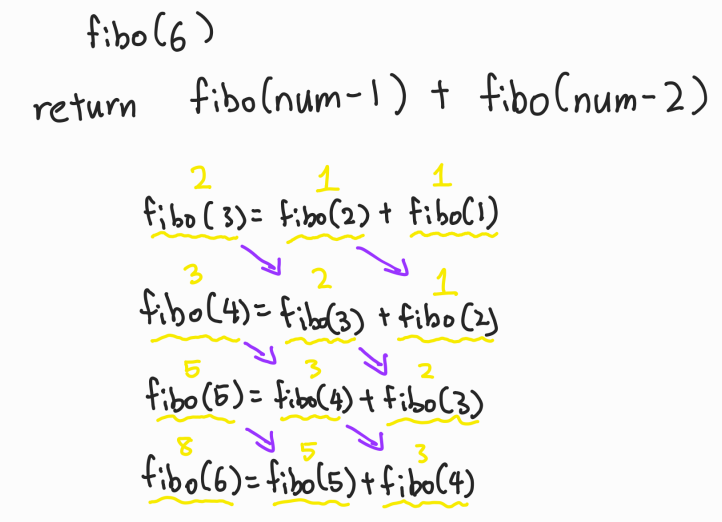 fibo(6)
return fibo(num-1) + fibo(num-2)
2 1 1
fibo(3)= fibo(2) + fibo(1)
3 2 1
fibo(4)= fibo(3) + fibo(2)
5 3 2
fibo(5)= fibo(4) + fibo(3)
8 5 3
fibo(6)= fibo(5) + fibo(4)